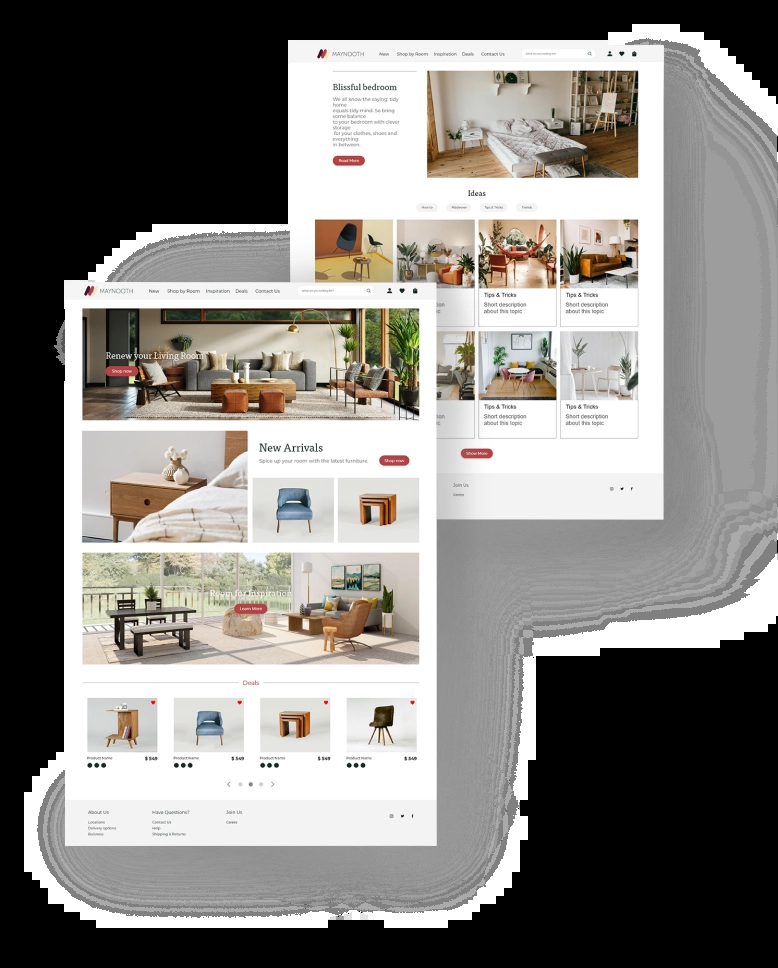 MAYNOOTH
New Shop by Room Inspiration Deals Contact Us
Blissful bedroom
We all know the saying: tidy
home
equals tidy mind. So bring
some balance
to your bedroom with clever
storage
for your clothes, shoes and
everything
in between.
Read More
Ideas
Tips & Tricks
Trends
Tips & Tricks
Short description
about this topic
Tips & Tricks
Short description
about this topic
Tips & Tricks
Short description
about this topic
Tips & Tricks
Short description
about this topic
Show More
Join Us
Career
MAYNOOTH
New Shop by Room Inspiration Deals Contact Us
Renew your Living Room
Shop now
New Arrivals
Spice up your room with the latest furniture.
Shop now
Room for Inspiration
Learn More
Deals
Product Name $ 549
Product Name $ 549
Product Name $ 549
Product Name $ 549
About Us
Locations
Delivery options
Business
Have Questions?
Contact Us
Help
Shipping & Returns
Join Us
Career